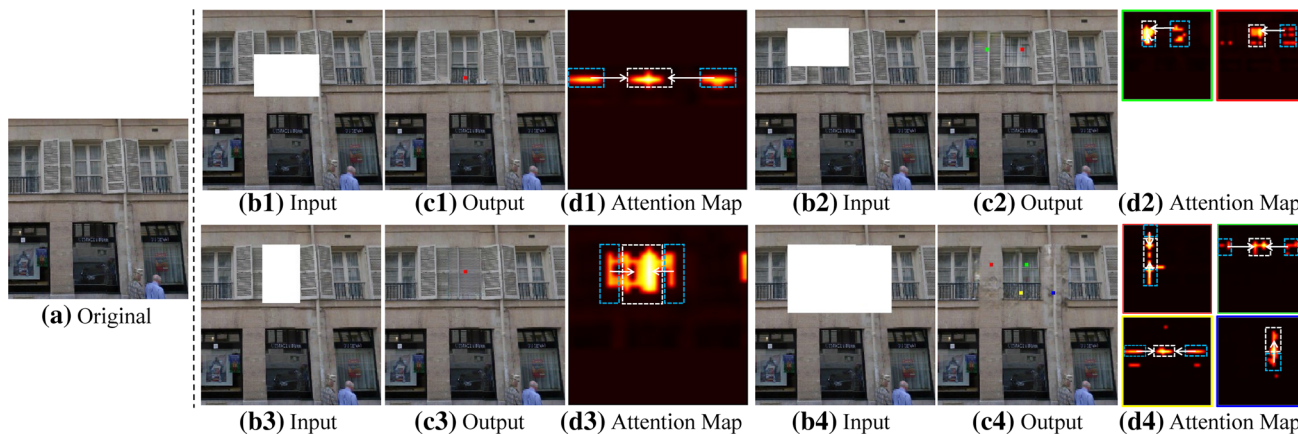 (b1) Input (c1) Output (d1) Attention Map (b2) Input (c2) Output (d2) Attention Map
(a) Original
(b3) Input (c3) Output (d3) Attention Map (b4) Input (c4) Output (d4) Attention Map